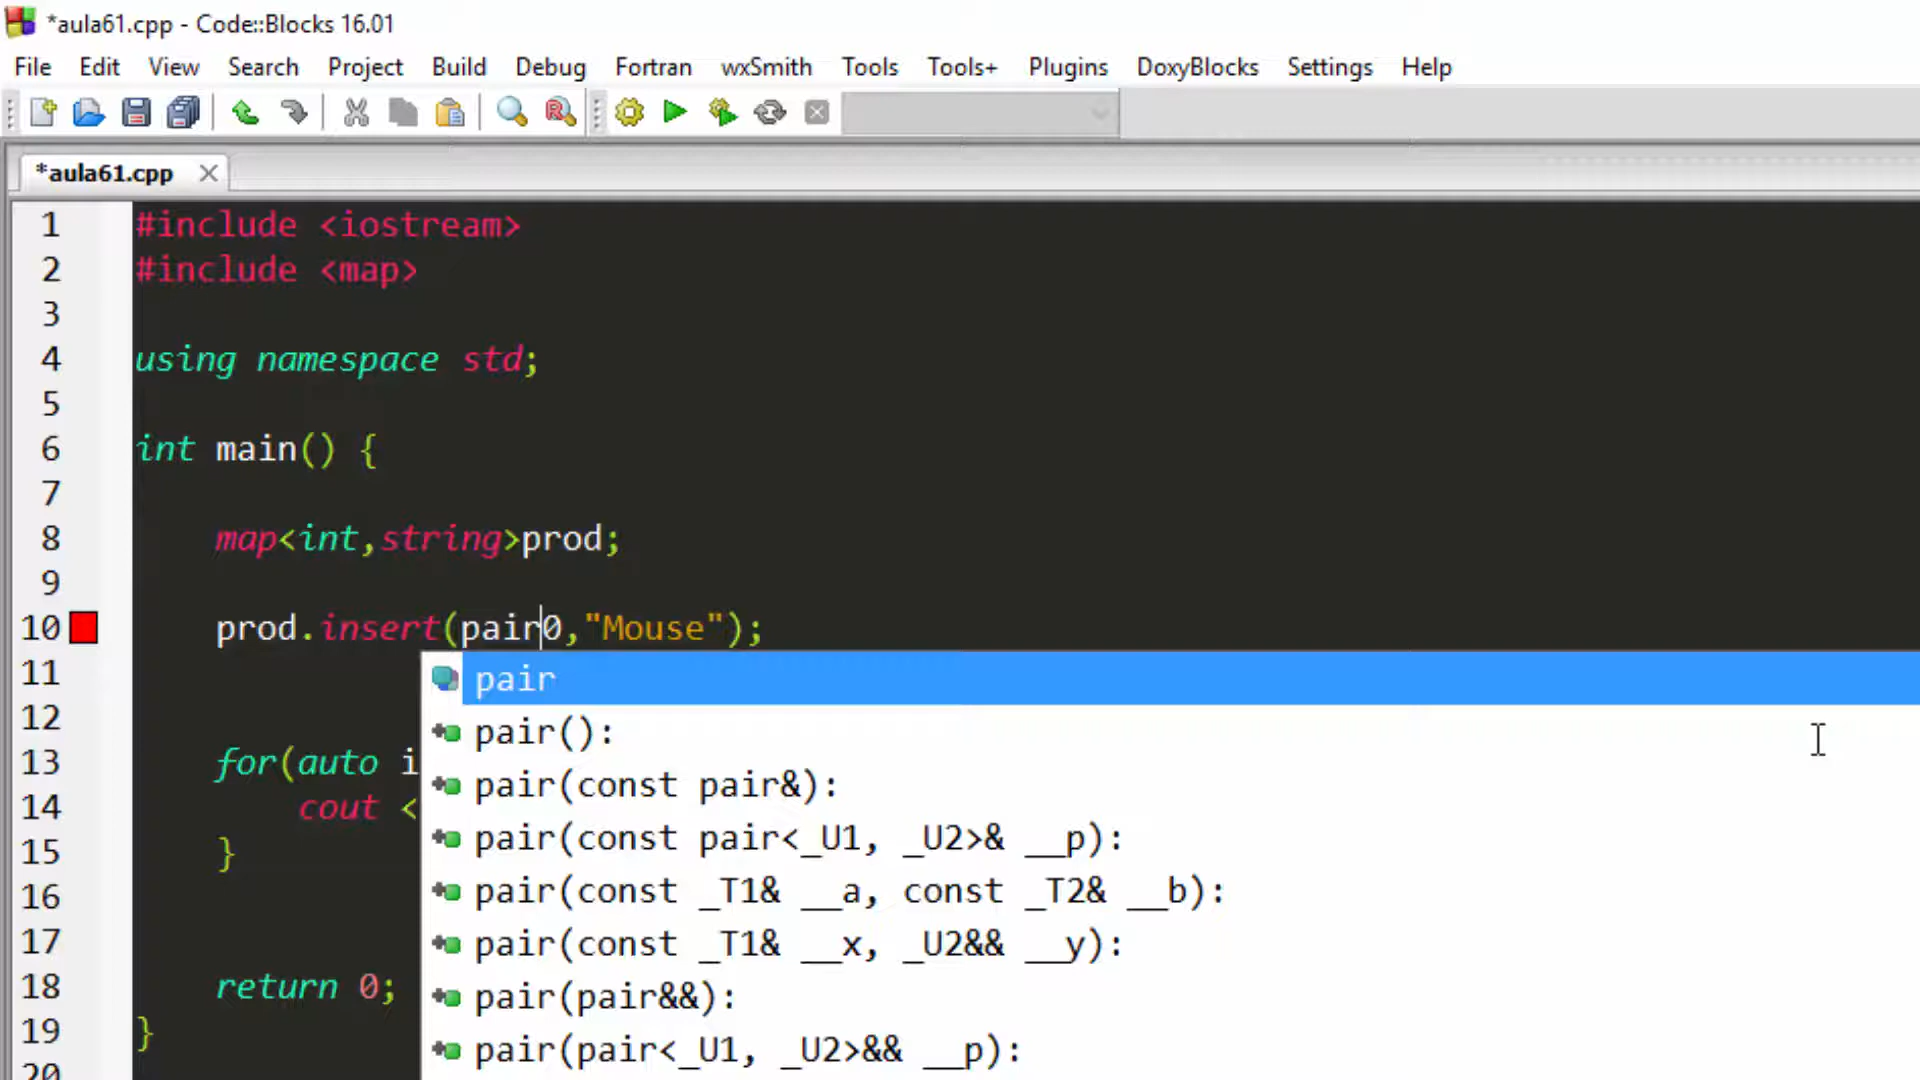 *aula61.cpp - Code::Blocks 16.01
File Edit View Search Project Build Debug Fortran wxSmith Tools Tools+ Plugins DoxyBlocks Settings Help
*aula61.cpp
1 #include <iostream>
2 #include <map>
3
4 using namespace std;
5
6 int main() {
7
8 map<int,string>prod;
9
10 prod.insert(pair0,"Mouse");
11 pair
12 pair():
13 for(auto i pair(const pair&):
14 cout < pair(const pair<_U1, _U2>& __p):
15 } pair(const _T1& __a, const _T2& __b):
16
17 pair(const _T1& __x, _U2&& __y):
18 return 0; pair(pair&&):
19 } pair(pair<_U1, _U2>&& __p):
20